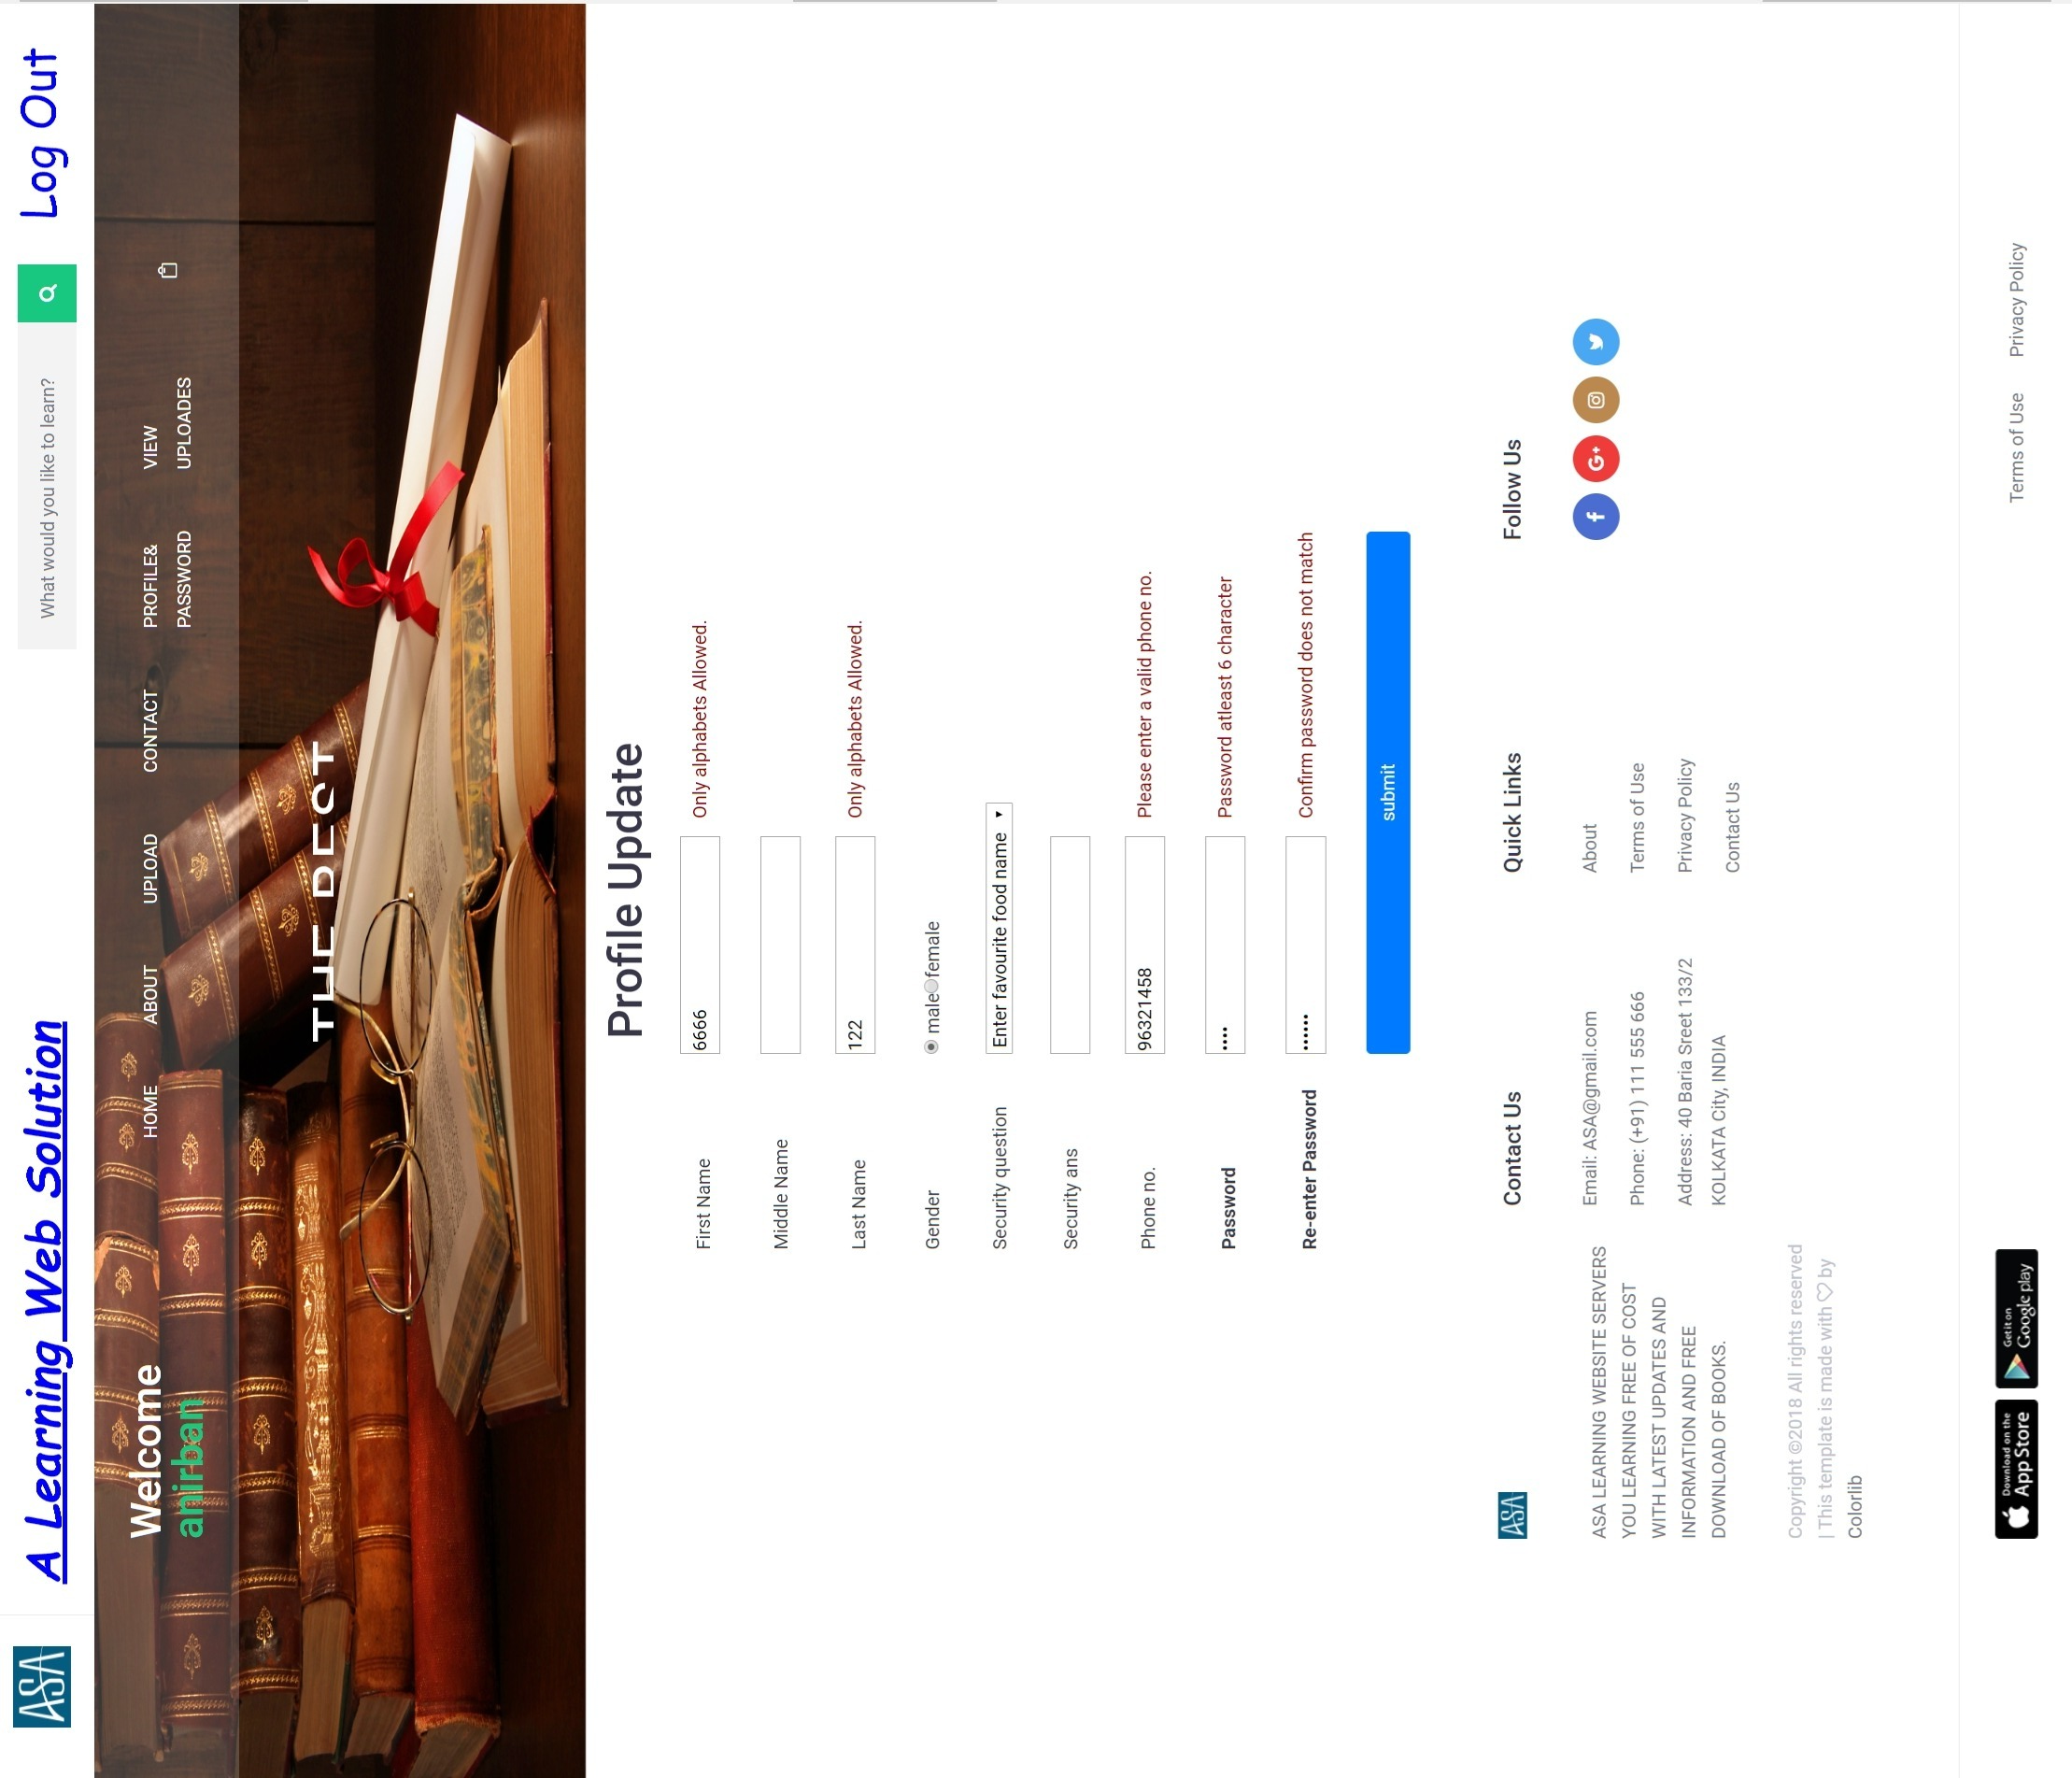 ASA
A Learning Web Solution
What would you like to learn?
Log Out
Welcome
anirban
HOME
ABOUT
UPLOAD
CONTACT
PROFILE&
PASSWORD
VIEW
UPLOADES
Profile Update
First Name 6666 Only alphabets Allowed.
Middle Name
Last Name 122 Only alphabets Allowed.
Gender male female
Security question Enter favourite food name
Security ans
Phone no. 96321458 Please enter a valid phone no.
Password •••• Password atleast 6 character
Re-enter Password •••••• Confirm password does not match
submit
ASA
ASA LEARNING WEBSITE SERVERS
YOU LEARNING FREE OF COST
WITH LATEST UPDATES AND
INFORMATION AND FREE
DOWNLOAD OF BOOKS.
Copyright ©2018 All rights reserved
| This template is made with ♡ by
Colorlib
Contact Us
Email: ASA@gmail.com
Phone: (+91) 111 555 666
Address: 40 Baria Sreet 133/2
KOLKATA City, INDIA
Quick Links
About
Terms of Use
Privacy Policy
Contact Us
Follow Us
Download on the
App Store
Get it on
Google play
Terms of Use
Privacy Policy